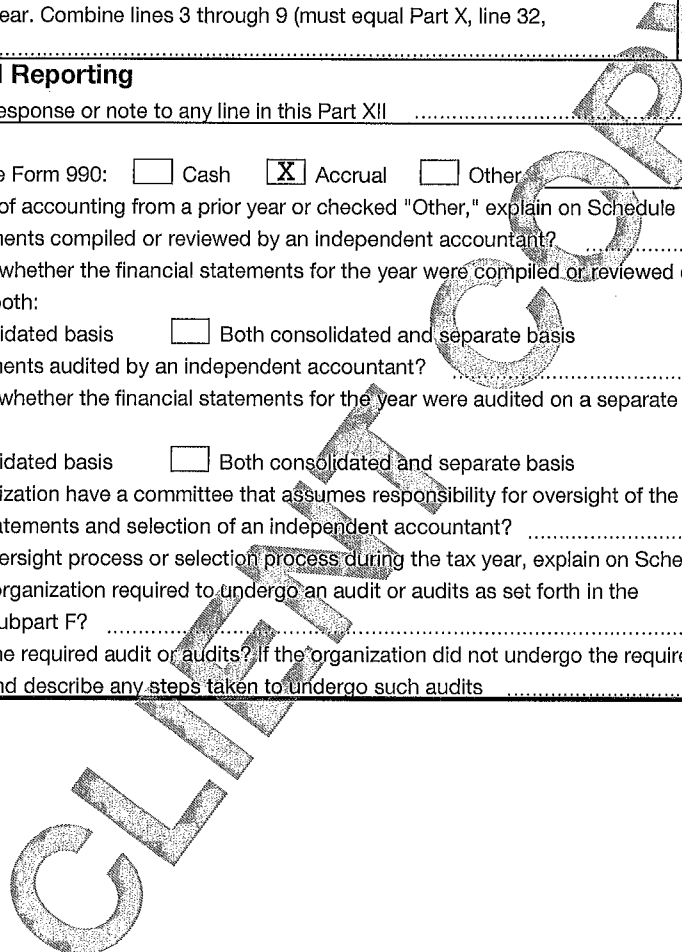 ear. Combine lines 3 through 9 (must equal Part X, line 32,
l Reporting
esponse or note to any line in this Part XII
e Form 990: Cash X Accrual Other
of accounting from a prior year or checked "Other," explain on Schedule
nents compiled or reviewed by an independent accountant?
whether the financial statements for the year were compiled or reviewed
ooth:
idated basis Both consolidated and separate basis
nents audited by an independent accountant?
whether the financial statements for the year were audited on a separate
idated basis Both consolidated and separate basis
ization have a committee that assumes responsibility for oversight of the
atements and selection of an independent accountant?
ersight process or selection process during the tax year, explain on Sche
organization required to undergo an audit or audits as set forth in the
ubpart F?
ne required audit or audits? If the organization did not undergo the require
nd describe any steps taken to undergo such audits
CLIENT COP